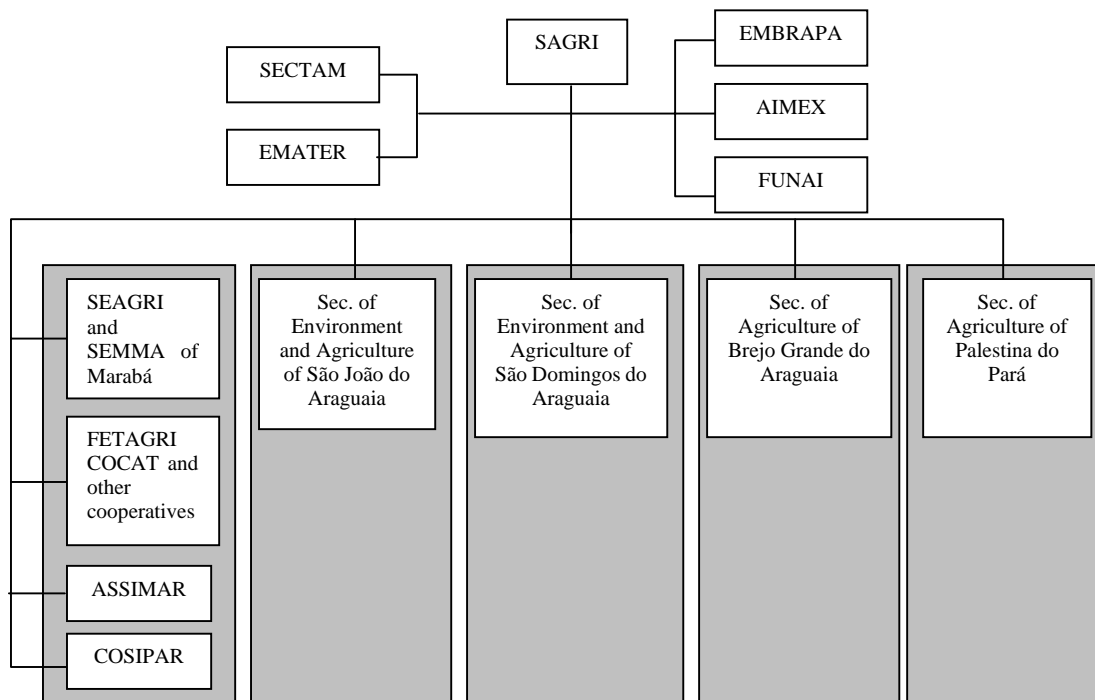 SAGRI
EMBRAPA
SECTAM
AIMEX
EMATER
FUNAI
SEAGRI
and
SEMMA of
Marabá
FETAGRI
COCAT and
other
cooperatives
ASSIMAR
COSIPAR
Sec. of
Environment
and Agriculture
of São João do
Araguaia
Sec. of
Environment and
Agriculture of
São Domingos do
Araguaia
Sec. of
Agriculture of
Brejo Grande do
Araguaia
Sec. of
Agriculture of
Palestina do
Pará